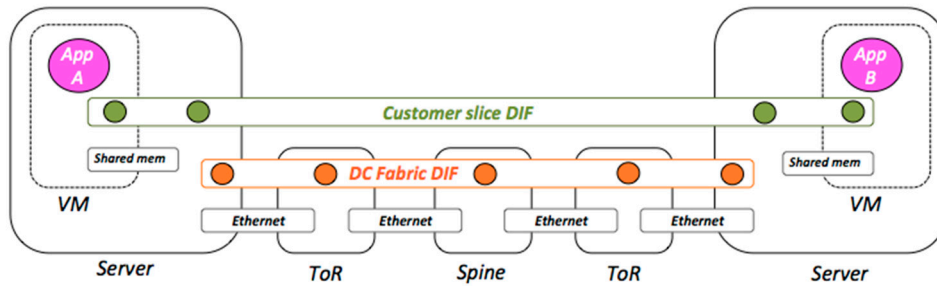 App
A
App
B
Customer slice DIF
Shared mem
Shared mem
DC Fabric DIF
VM
VM
Ethernet
Ethernet
Ethernet
Ethernet
Server
ToR
Spine
ToR
Server